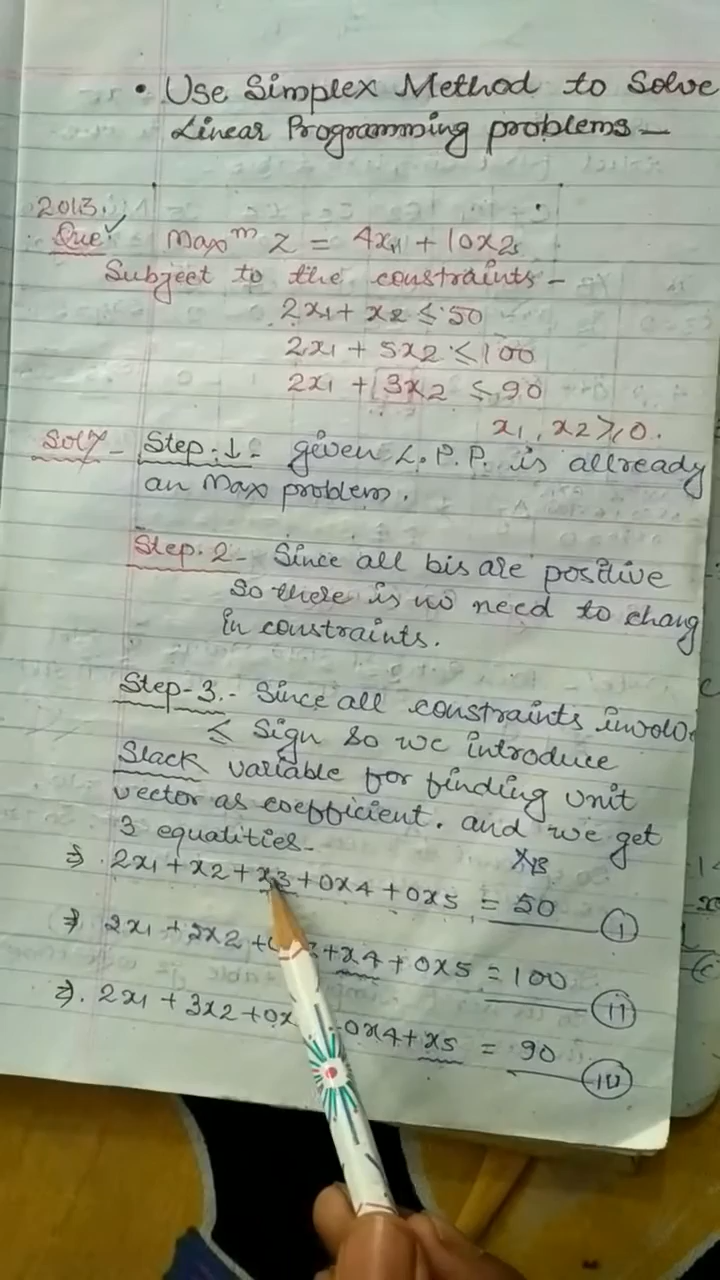 • Use Simplex Method to Solve
Linear Programming problems-
2013.
Que Maxᵐ Z = 4x1 + 10x2
Subject to the constraints-
2x1 + x2 ≤ 50
2x1 + 5x2 ≤ 100
2x1 + 3x2 ≤ 90
x1, x2 ≥ 0.
Solⁿ- Step.1- given L.P.P. is allready
an Max problem.
Step.2- Since all bis are positive
So there is no need to chang
in constraints.
Step-3.- Since all constraints involv
≤ Sign so we introduce
Slack variable for finding unit
vector as coefficient. and we get
3 equalities-
XB
⇒ 2x1 + x2 + x3 + 0x4 + 0x5 = 50 (I)
⇒ 2x1 + 5x2 + + x4 + 0x5 = 100 (II)
⇒ 2x1 + 3x2 + 0x 0x4 + x5 = 90